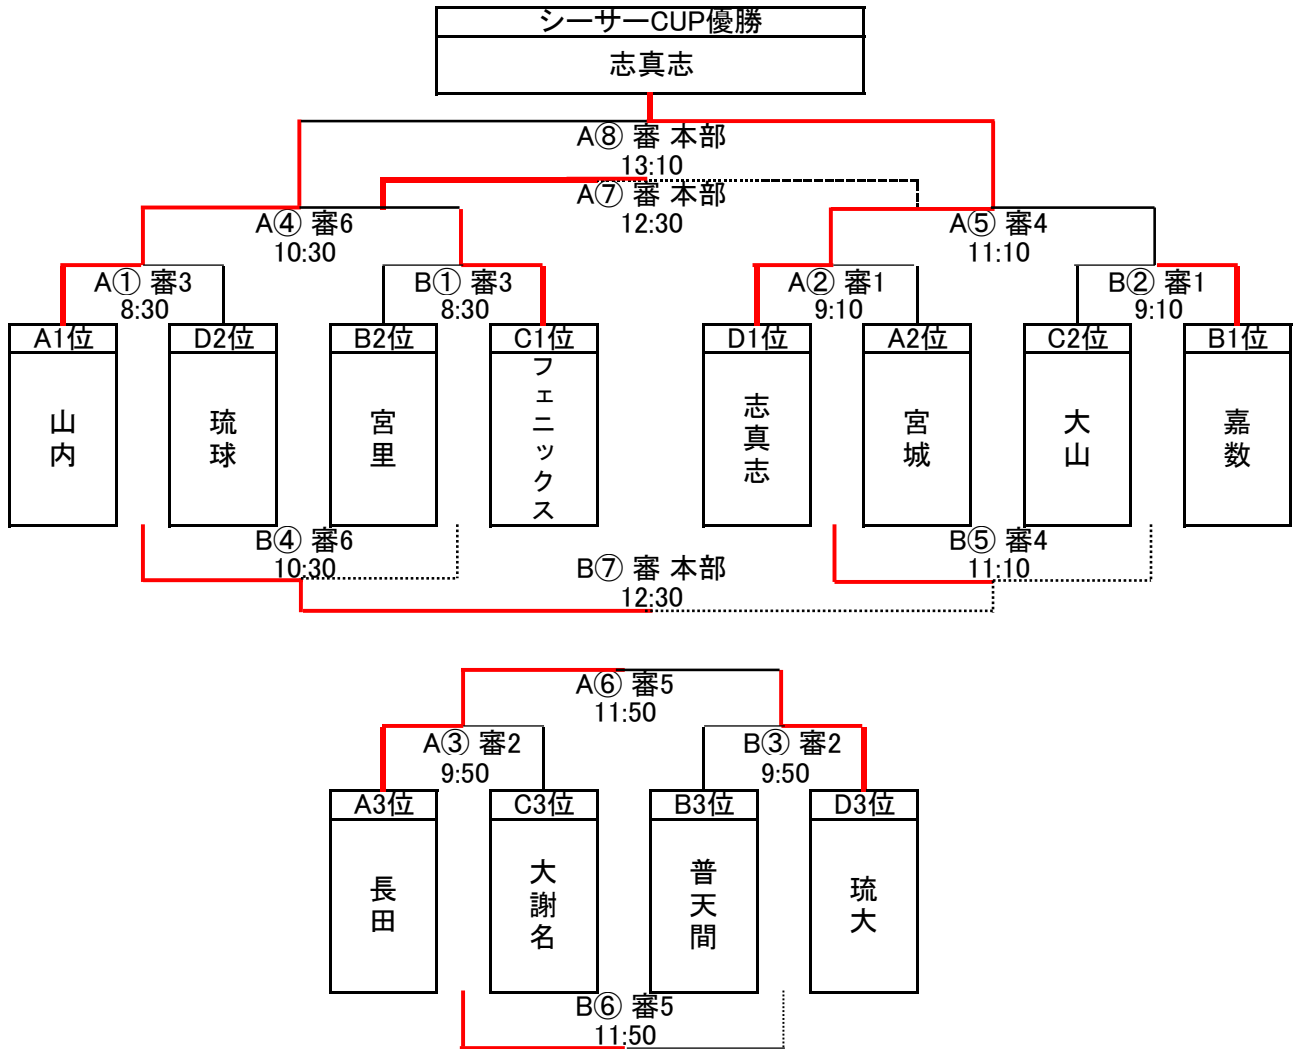 シーサーCUP優勝
志真志
A⑧ 審 本部
13:10
A⑦ 審 本部
12:30
A④ 審6
10:30
A⑤ 審4
11:10
A① 審3
8:30
B① 審3
8:30
A② 審1
9:10
B② 審1
9:10
A1位
D2位
B2位
C1位
D1位
A2位
C2位
B1位
山内
琉球
宮里
フェニックス
志真志
宮城
大山
嘉数
B④ 審6
10:30
B⑤ 審4
11:10
B⑦ 審 本部
12:30
A⑥ 審5
11:50
A③ 審2
9:50
B③ 審2
9:50
A3位
C3位
B3位
D3位
長田
大謝名
普天間
琉大
B⑥ 審5
11:50